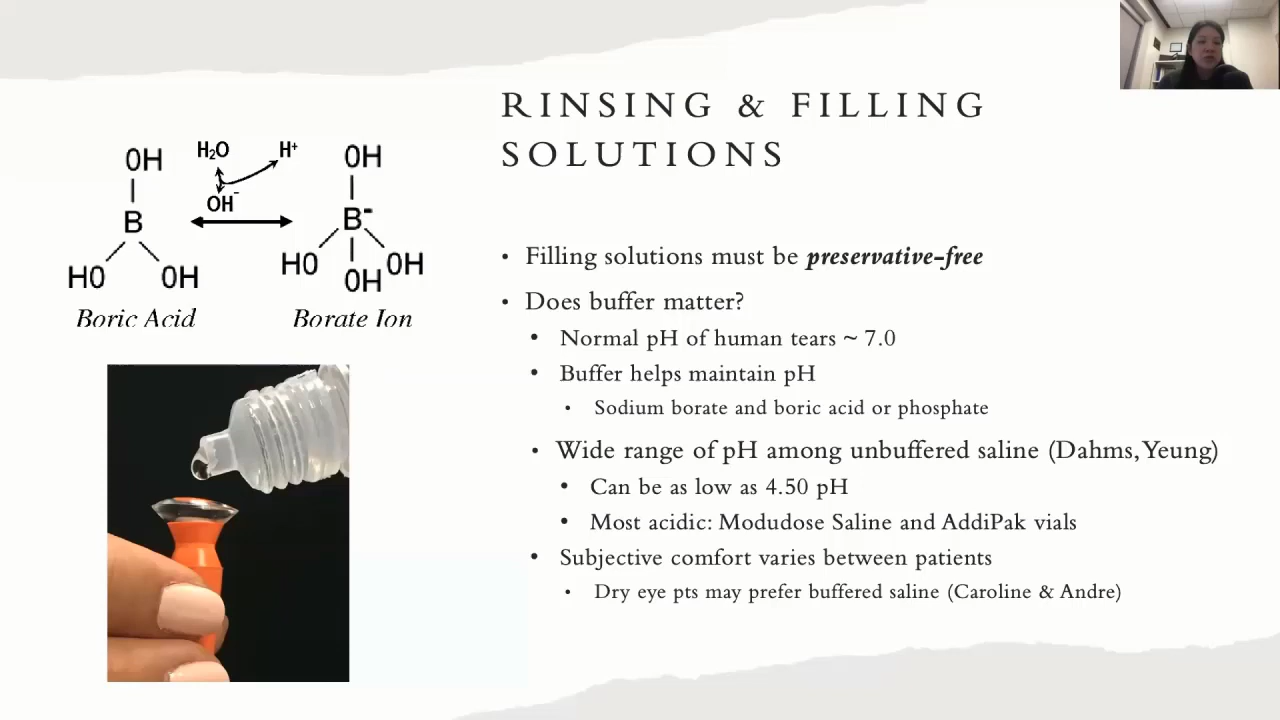 RINSING & FILLING
SOLUTIONS
OH
H₂O
H⁺
OH
B
OH⁻
B⁻
HO
OH
HO
OH
OH
Boric Acid
Borate Ion
• Filling solutions must be preservative-free
• Does buffer matter?
• Normal pH of human tears ~ 7.0
• Buffer helps maintain pH
• Sodium borate and boric acid or phosphate
• Wide range of pH among unbuffered saline (Dahms, Yeung)
• Can be as low as 4.50 pH
• Most acidic: Modudose Saline and AddiPak vials
• Subjective comfort varies between patients
• Dry eye pts may prefer buffered saline (Caroline & Andre)